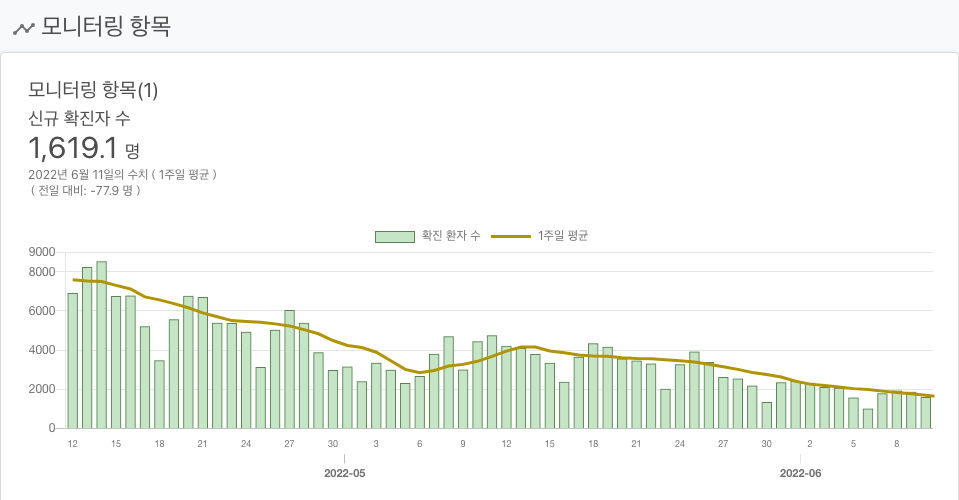 모니터링 항목
모니터링 항목(1)
신규 확진자 수
1,619.1 명
2022년 6월 11일의 수치 ( 1주일 평균 )
( 전일 대비: -77.9 명 )
확진 환자 수 1주일 평균
9000
8000
6000
4000
2000
0
12 15 18 21 24 27 30 3 6 9 12 15 18 21 24 27 30 2 5 8
2022-05 2022-06